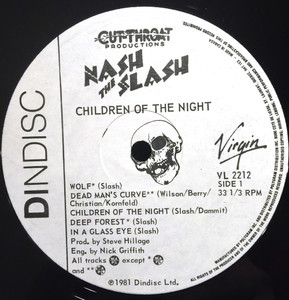 CUT-THROAT
PRODUCTIONS
NASH
THE
SLASH
CHILDREN OF THE NIGHT
DINDISC
Virgin
VL 2212
SIDE 1
33 1/3 RPM
WOLF* (Slash)
DEAD MAN'S CURVE** (Wilson/Berry/
Christian/Kornfeld)
CHILDREN OF THE NIGHT (Slash/Dammit)
DEEP FOREST* (Slash)
IN A GLASS EYE (Slash)
Prod. by Steve Hillage
Eng. by Nick Griffith
All tracks except *
and **
℗1981 Dindisc Ltd.